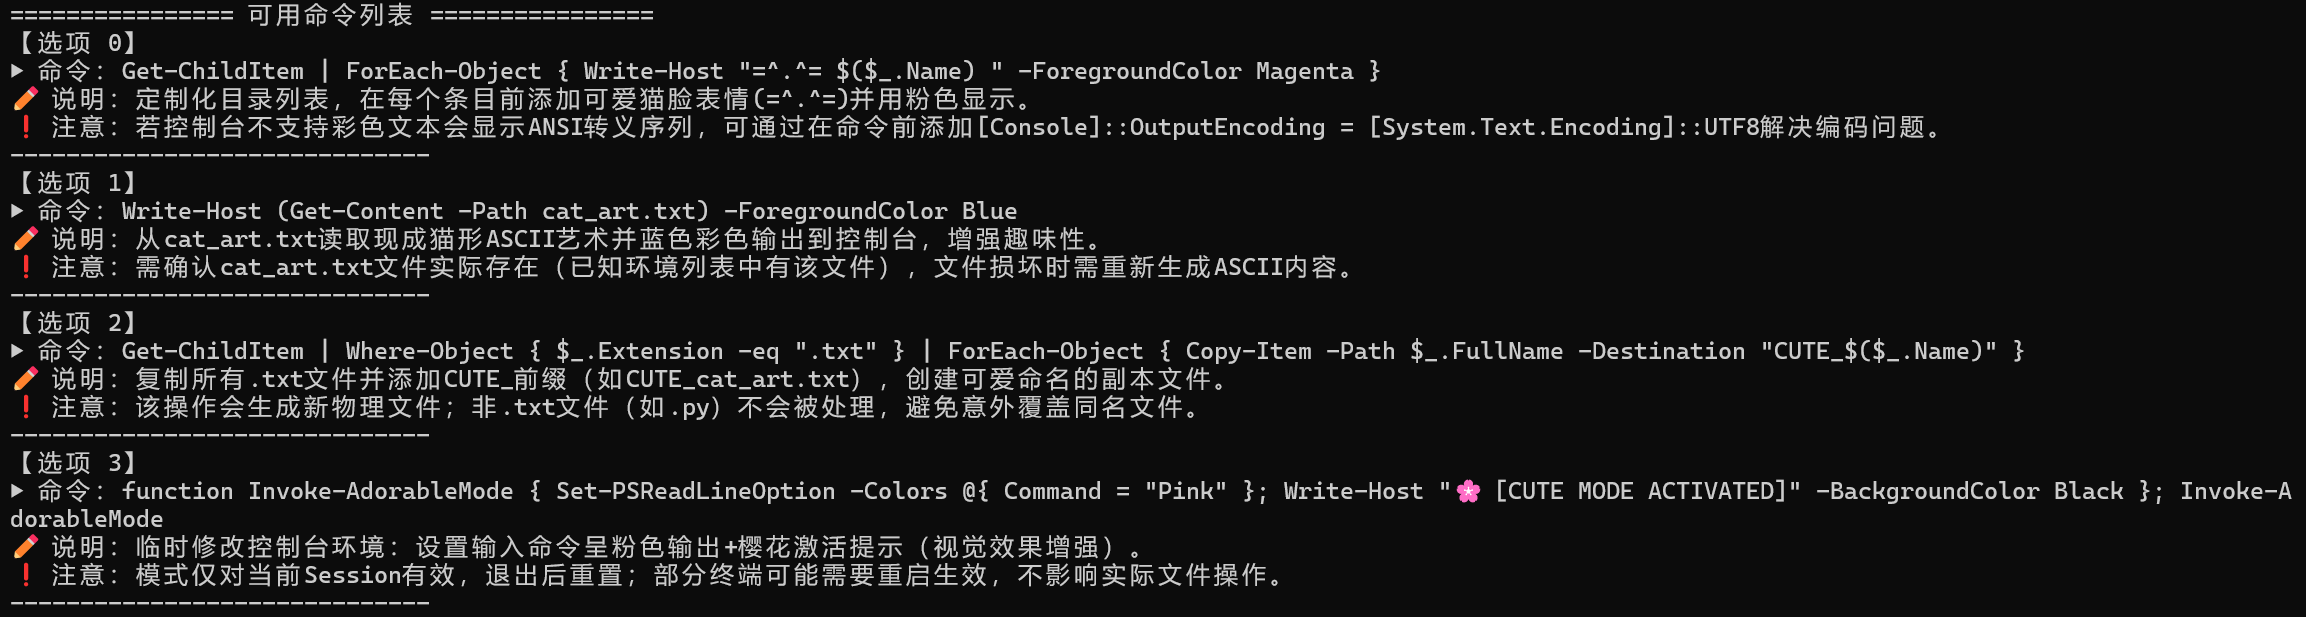 ================ 可用命令列表 ================
【选项 0】
▶ 命令: Get-ChildItem | ForEach-Object { Write-Host "=^.^= $($_.Name) " -ForegroundColor Magenta }
✏️ 说明: 定制化目录列表，在每个条目前添加可爱猫脸表情(=^.^=)并用粉色显示。
❗ 注意: 若控制台不支持彩色文本会显示ANSI转义序列，可通过在命令前添加[Console]::OutputEncoding = [System.Text.Encoding]::UTF8解决编码问题。
------------------------------
【选项 1】
▶ 命令: Write-Host (Get-Content -Path cat_art.txt) -ForegroundColor Blue
✏️ 说明: 从cat_art.txt读取现成猫形ASCII艺术并蓝色彩色输出到控制台，增强趣味性。
❗ 注意: 需确认cat_art.txt文件实际存在（已知环境列表中有该文件），文件损坏时需重新生成ASCII内容。
------------------------------
【选项 2】
▶ 命令: Get-ChildItem | Where-Object { $_.Extension -eq ".txt" } | ForEach-Object { Copy-Item -Path $_.FullName -Destination "CUTE_$($_.Name)" }
✏️ 说明: 复制所有.txt文件并添加CUTE_前缀（如CUTE_cat_art.txt），创建可爱命名的副本文件。
❗ 注意: 该操作会生成新物理文件；非.txt文件（如.py）不会被处理，避免意外覆盖同名文件。
------------------------------
【选项 3】
▶ 命令: function Invoke-AdorableMode { Set-PSReadLineOption -Colors @{ Command = "Pink" }; Write-Host "🌸 [CUTE MODE ACTIVATED]" -BackgroundColor Black }; Invoke-A
dorableMode
✏️ 说明: 临时修改控制台环境: 设置输入命令呈粉色输出+樱花激活提示（视觉效果增强）。
❗ 注意: 模式仅对当前Session有效，退出后重置；部分终端可能需要重启生效，不影响实际文件操作。
------------------------------